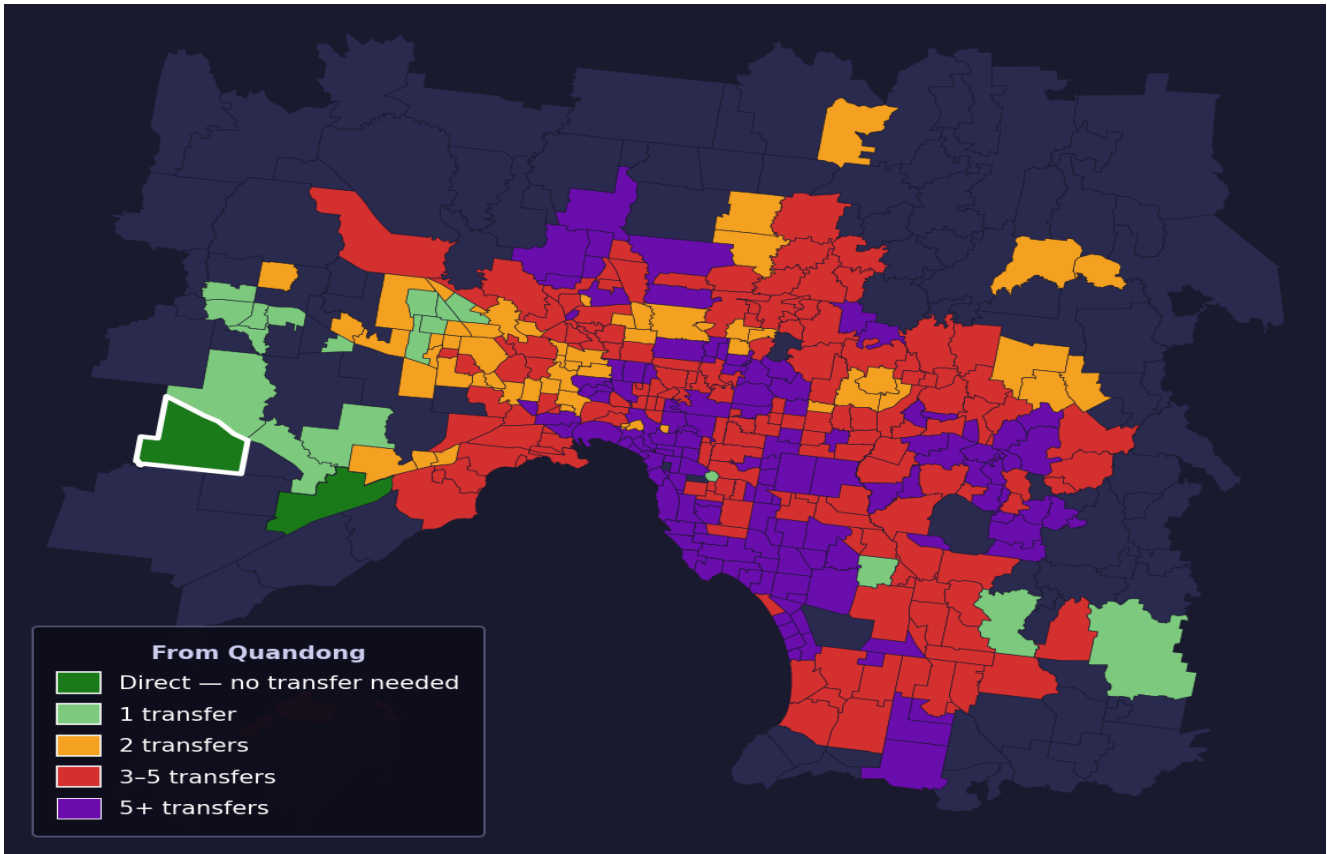 From Quandong
Direct — no transfer needed
1 transfer
2 transfers
3–5 transfers
5+ transfers